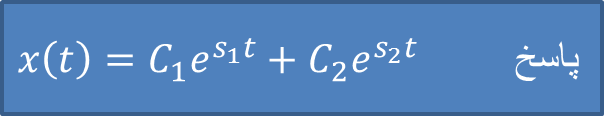 x(t) = C₁e^{s₁t} + C₂e^{s₂t} پاسخ